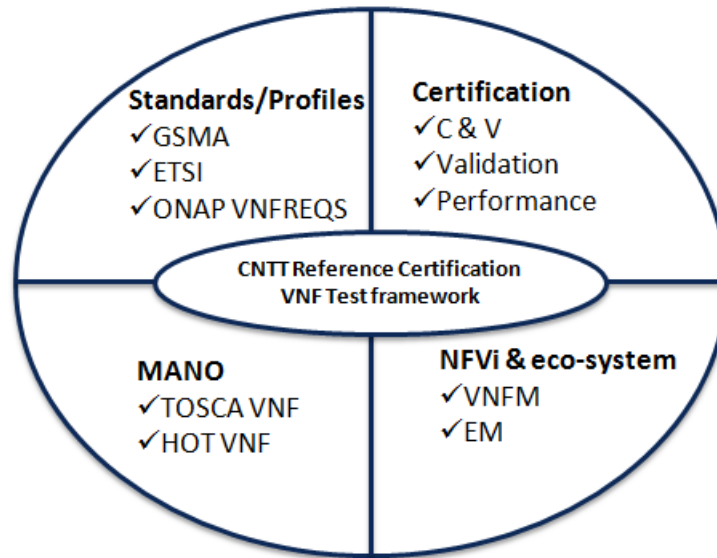 Standards/Profiles
✓GSMA
✓ETSI
✓ONAP VNFREQS
Certification
✓C & V
✓Validation
✓Performance
CNTT Reference Certification
VNF Test framework
MANO
✓TOSCA VNF
✓HOT VNF
NFVi & eco-system
✓VNFM
✓EM